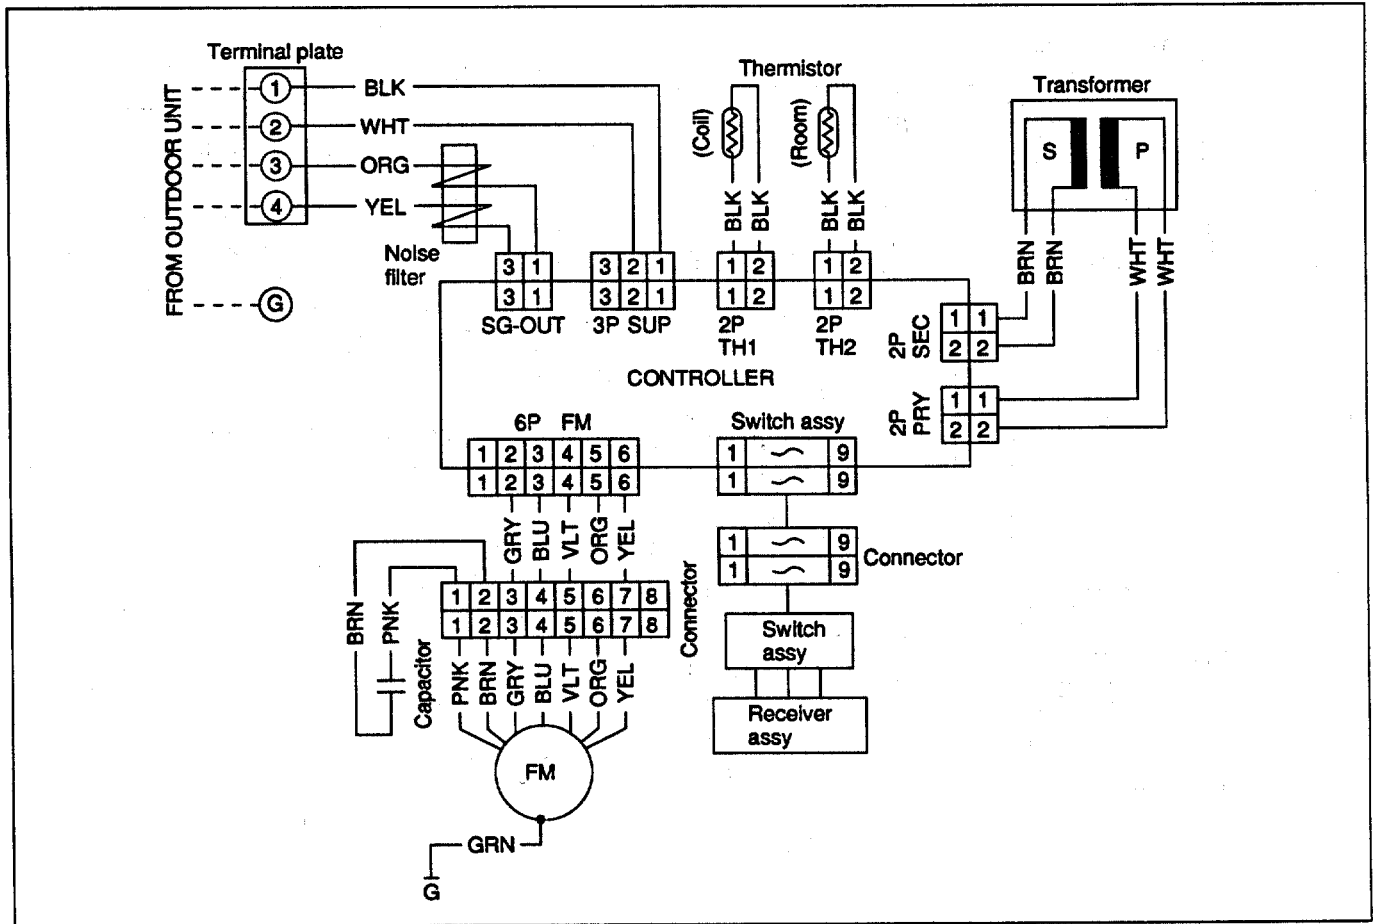 Terminal plate
FROM OUTDOOR UNIT
1 BLK
2 WHT
3 ORG
4 YEL
G
Noise
filter
Thermistor
(Coil)
(Room)
BLK BLK BLK BLK
Transformer
S P
BRN BRN WHT WHT
3 1 3 2 1 1 2 1 2
3 1 3 2 1 1 2 1 2
SG-OUT 3P SUP 2P 2P
TH1 TH2
2P
SEC
1 1
2 2
2P
PRY
1 1
2 2
CONTROLLER
6P FM
1 2 3 4 5 6
1 2 3 4 5 6
Switch assy
1 9
1 9
GRY BLU VLT ORG YEL
1 9
1 9
Connector
BRN PNK
Capacitor
1 2 3 4 5 6 7 8
1 2 3 4 5 6 7 8
Connector
PNK BRN GRY BLU VLT ORG YEL
Switch
assy
Receiver
assy
FM
GRN
G